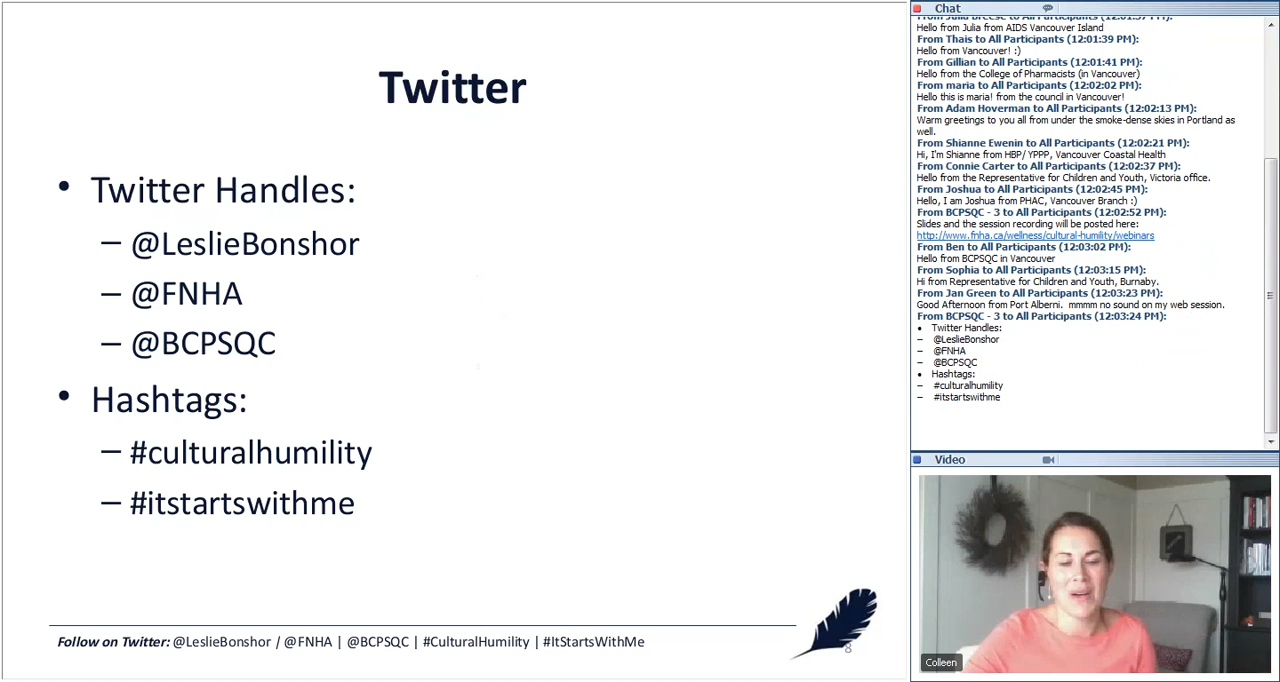 Twitter
• Twitter Handles:
– @LeslieBonshor
– @FNHA
– @BCPSQC
• Hashtags:
– #culturalhumility
– #itstartswithme
Follow on Twitter: @LeslieBonshor / @FNHA | @BCPSQC | #CulturalHumility | #ItStartsWithMe
8
Chat
From Julia Breese to All Participants (12:01:37 PM):
Hello from Julia from AIDS Vancouver Island
From Thais to All Participants (12:01:39 PM):
Hello from Vancouver! :)
From Gillian to All Participants (12:01:41 PM):
Hello from the College of Pharmacists (in Vancouver)
From maria to All Participants (12:02:02 PM):
Hello this is maria! from the council in Vancouver!
From Adam Hoverman to All Participants (12:02:13 PM):
Warm greetings to you all from under the smoke-dense skies in Portland as
well.
From Shianne Ewenin to All Participants (12:02:21 PM):
Hi, I'm Shianne from HBP/ YPPP, Vancouver Coastal Health
From Connie Carter to All Participants (12:02:37 PM):
Hello from the Representative for Children and Youth, Victoria office.
From Joshua to All Participants (12:02:45 PM):
Hello, I am Joshua from PHAC, Vancouver Branch :)
From BCPSQC - 3 to All Participants (12:02:52 PM):
Slides and the session recording will be posted here:
http://www.fnha.ca/wellness/cultural-humility/webinars
From Ben to All Participants (12:03:02 PM):
Hello from BCPSQC in Vancouver
From Sophia to All Participants (12:03:15 PM):
Hi from Representative for Children and Youth, Burnaby.
From Jan Green to All Participants (12:03:23 PM):
Good Afternoon from Port Alberni. mmmm no sound on my web session.
From BCPSQC - 3 to All Participants (12:03:24 PM):
• Twitter Handles:
– @LeslieBonshor
– @FNHA
– @BCPSQC
• Hashtags:
– #culturalhumility
– #itstartswithme
Video
Colleen